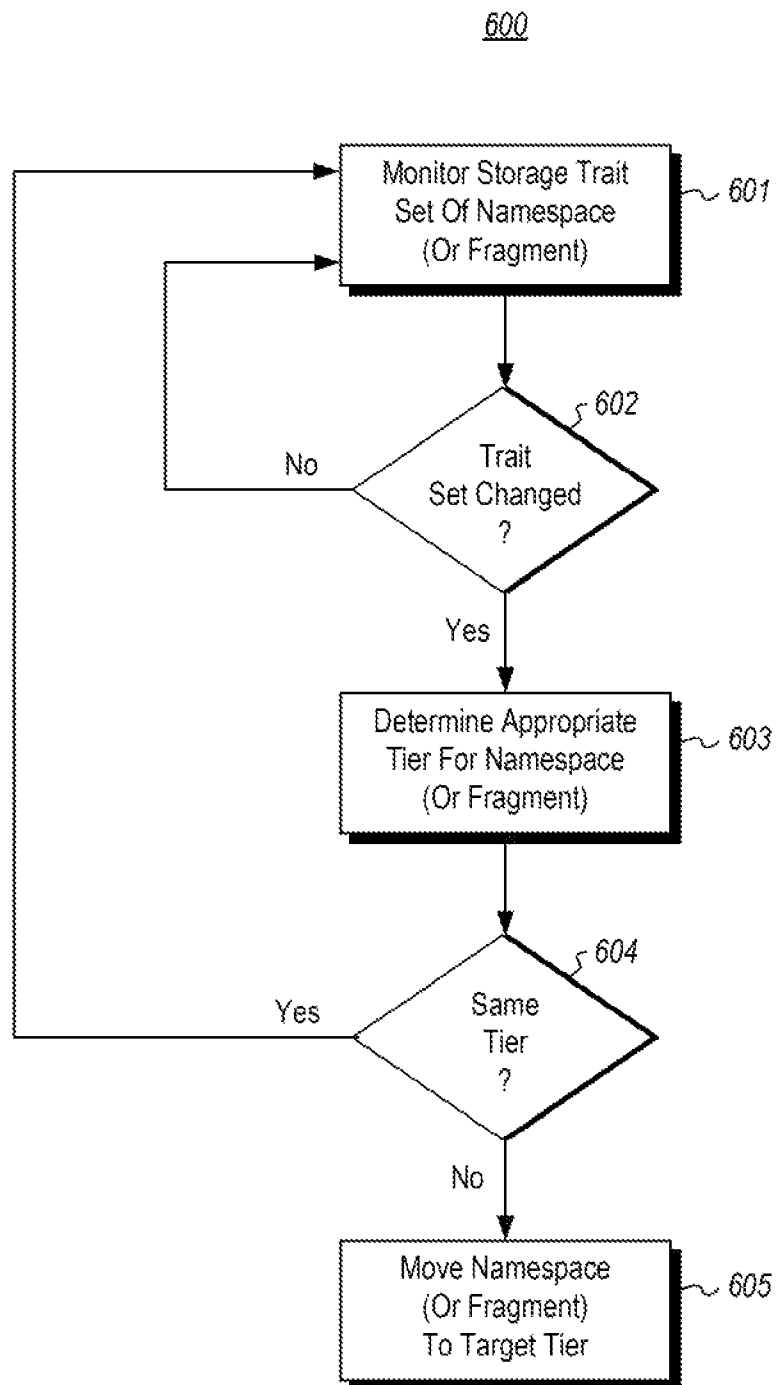 600
Monitor Storage Trait
Set Of Namespace
(Or Fragment)
601
602
Trait
Set Changed
?
No
Yes
Determine Appropriate
Tier For Namespace
(Or Fragment)
603
604
Same
Tier
?
Yes
No
Move Namespace
(Or Fragment)
To Target Tier
605